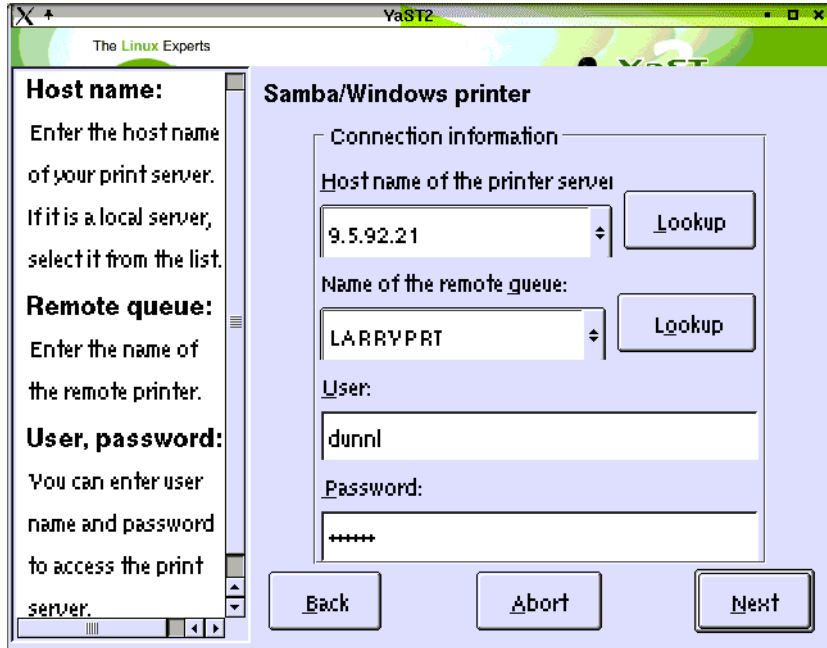 YaST2
The Linux Experts
YaST
Host name:
Enter the host name
of your print server.
If it is a local server,
select it from the list.
Remote queue:
Enter the name of
the remote printer.
User, password:
You can enter user
name and password
to access the print
server.
Samba/Windows printer
Connection information
Host name of the printer server
9.5.92.21
Lookup
Name of the remote queue:
LARRYPRT
Lookup
User:
dunnl
Password:
******
Back
Abort
Next